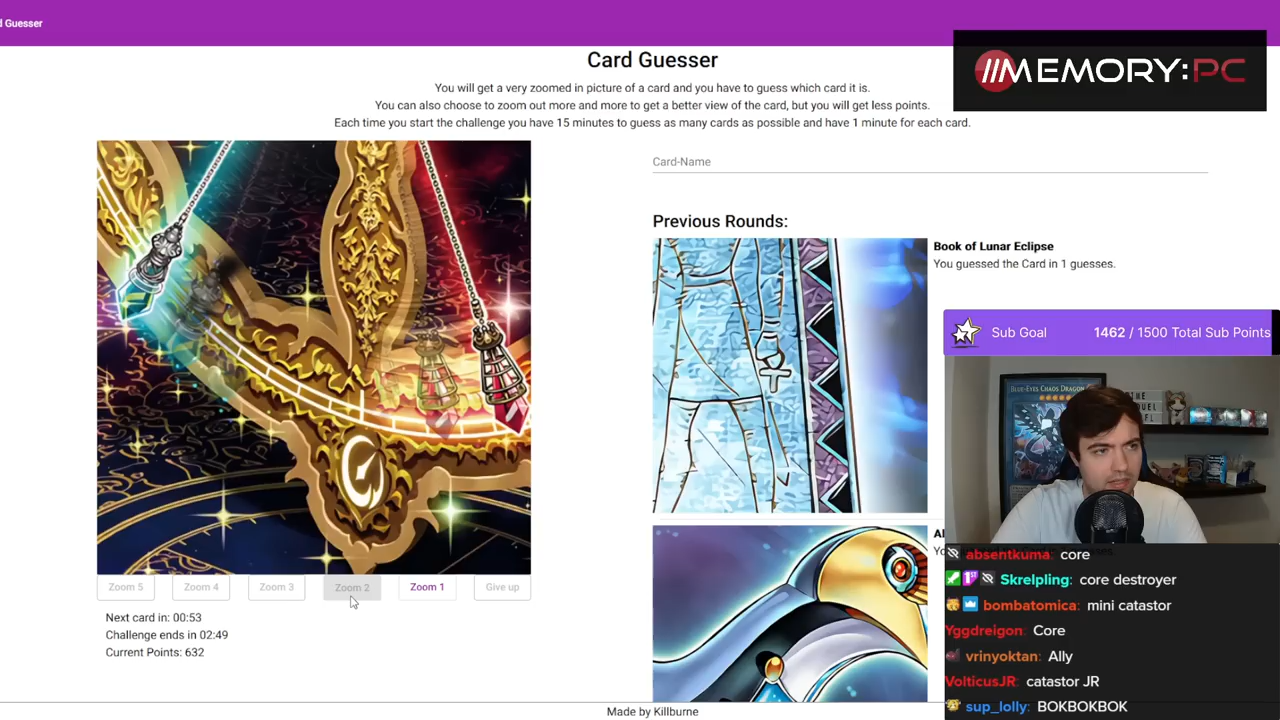 d Guesser
//MEMORY:PC
Card Guesser
You will get a very zoomed in picture of a card and you have to guess which card it is.
You can also choose to zoom out more and more to get a better view of the card, but you will get less points.
Each time you start the challenge you have 15 minutes to guess as many cards as possible and have 1 minute for each card.
Card-Name
Previous Rounds:
Book of Lunar Eclipse
You guessed the Card in 1 guesses.
Sub Goal 1462 / 1500 Total Sub Points
BLUE-EYES CHAOS DRAGON
Zoom 5 Zoom 4 Zoom 3 Zoom 2 Zoom 1 Give up
Next card in: 00:53
Challenge ends in 02:49
Current Points: 632
absentkuma: core
Skrelpling: core destroyer
bombatomica: mini catastor
Yggdreigon: Core
vrinyoktan: Ally
VolticusJR: catastor JR
sup_lolly: BOKBOKBOK
Made by Killburne